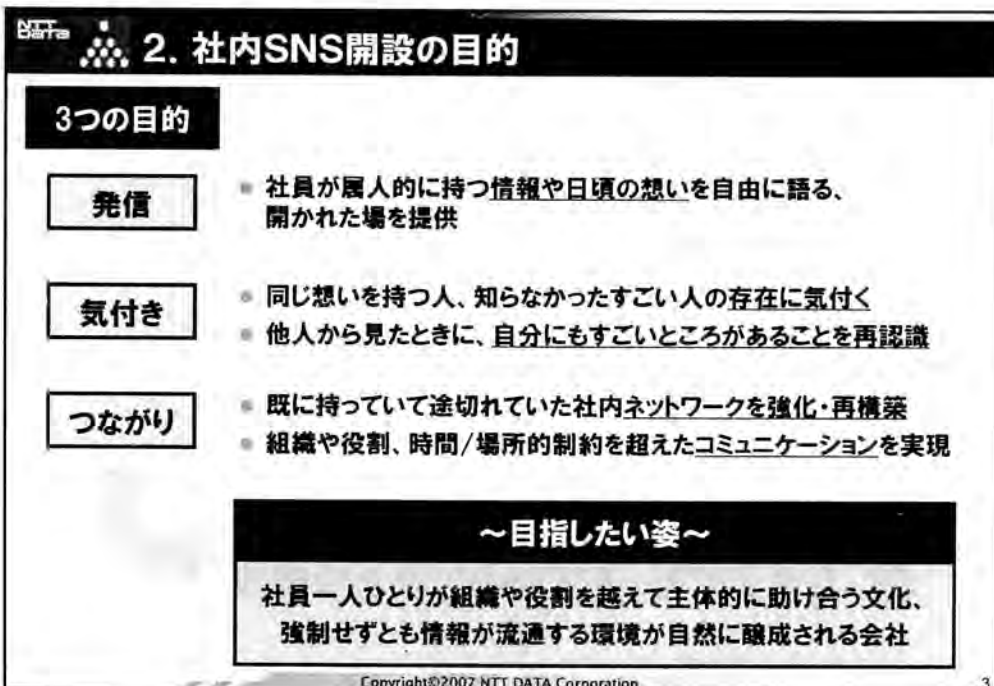 NTT Data
2. 社内SNS開設の目的
3つの目的
発信
社員が属人的に持つ情報や日頃の想いを自由に語る、
開かれた場を提供
気付き
同じ想いを持つ人、知らなかったすごい人の存在に気付く
他人から見たときに、自分にもすごいところがあることを再認識
つながり
既に持っていて途切れていた社内ネットワークを強化・再構築
組織や役割、時間/場所的制約を超えたコミュニケーションを実現
～目指したい姿～
社員一人ひとりが組織や役割を越えて主体的に助け合う文化、
強制せずとも情報が流通する環境が自然に醸成される会社
Copyright©2007 NTT DATA Corporation
3